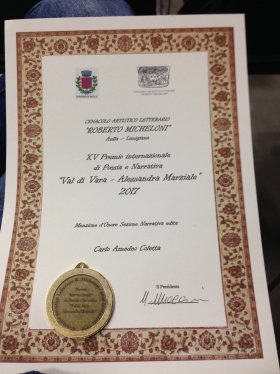 CENACOLO ARTISTICO LETTERARIO
"ROBERTO MICHELONI"
Aulla - Lunigiana
XV Premio internazionale
di Poesia e Narrativa
"Val di Vara - Alessandra Marziale"
2017
Menzione d'Onore Sezione Narrativa edita
Carlo Amedeo Coletta
Il Presidente